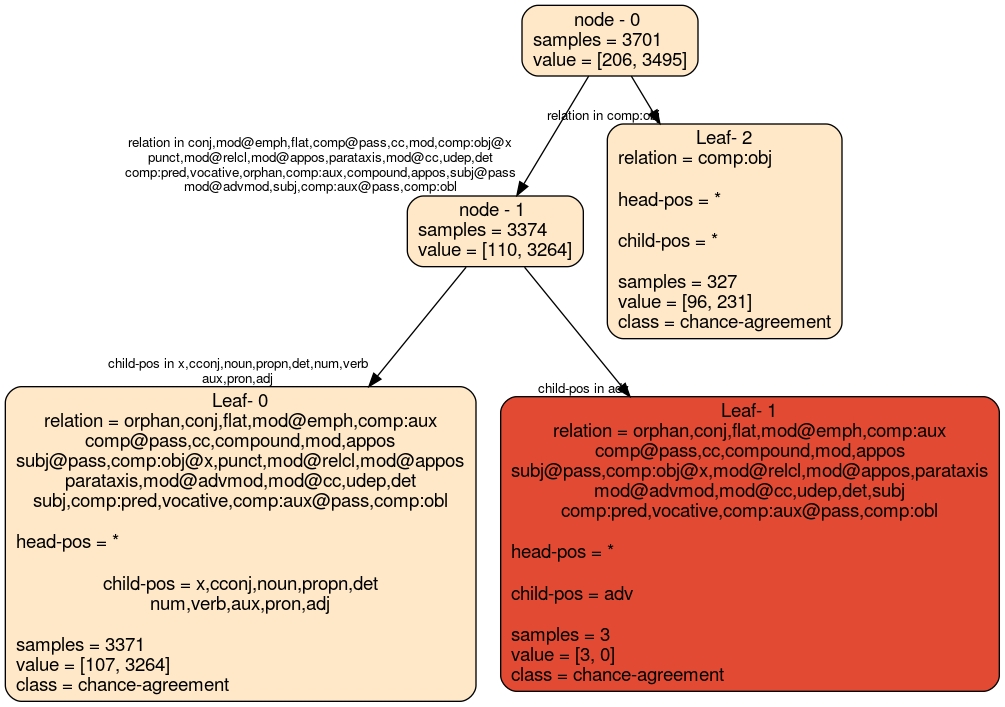 node - 0
samples = 3701
value = [206, 3495]
relation in comp:obj
relation in conj,mod@emph,flat,comp@pass,cc,mod,comp:obj@x
punct,mod@relcl,mod@appos,parataxis,mod@cc,udep,det
comp:pred,vocative,orphan,comp:aux,compound,appos,subj@pass
mod@advmod,subj,comp:aux@pass,comp:obl
Leaf- 2
relation = comp:obj
head-pos = *
child-pos = *
samples = 327
value = [96, 231]
class = chance-agreement
node - 1
samples = 3374
value = [110, 3264]
child-pos in x,cconj,noun,propn,det,num,verb
aux,pron,adj
child-pos in adv
Leaf- 0
relation = orphan,conj,flat,mod@emph,comp:aux
comp@pass,cc,compound,mod,appos
subj@pass,comp:obj@x,punct,mod@relcl,mod@appos
parataxis,mod@advmod,mod@cc,udep,det
subj,comp:pred,vocative,comp:aux@pass,comp:obl
head-pos = *
child-pos = x,cconj,noun,propn,det
num,verb,aux,pron,adj
samples = 3371
value = [107, 3264]
class = chance-agreement
Leaf- 1
relation = orphan,conj,flat,mod@emph,comp:aux
comp@pass,cc,compound,mod,appos
subj@pass,comp:obj@x,mod@relcl,mod@appos,parataxis
mod@advmod,mod@cc,udep,det,subj
comp:pred,vocative,comp:aux@pass,comp:obl
head-pos = *
child-pos = adv
samples = 3
value = [3, 0]
class = chance-agreement